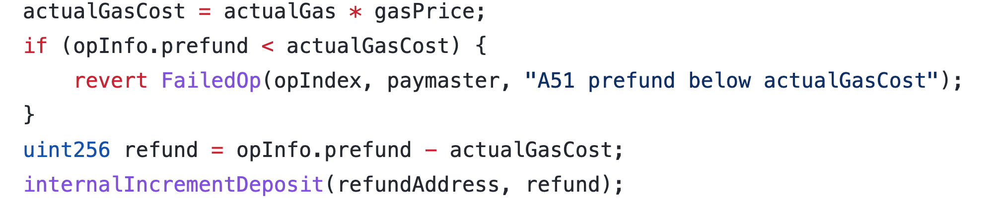 actualGasCost = actualGas * gasPrice;
if (opInfo.prefund < actualGasCost) {
    revert FailedOp(opIndex, paymaster, "A51 prefund below actualGasCost");
}
uint256 refund = opInfo.prefund - actualGasCost;
internalIncrementDeposit(refundAddress, refund);